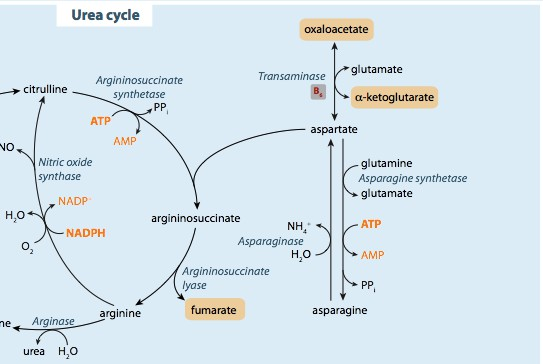 Urea cycle
oxaloacetate
Transaminase
B₆
glutamate
α-ketoglutarate
aspartate
citrulline
Argininosuccinate
synthetase
ATP
PPᵢ
AMP
NO
Nitric oxide
synthase
NADP⁺
H₂O
NADPH
O₂
argininosuccinate
Argininosuccinate
lyase
fumarate
arginine
Arginase
urea
H₂O
glutamine
Asparagine synthetase
glutamate
NH₄⁺
ATP
Asparaginase
H₂O
AMP
PPᵢ
asparagine